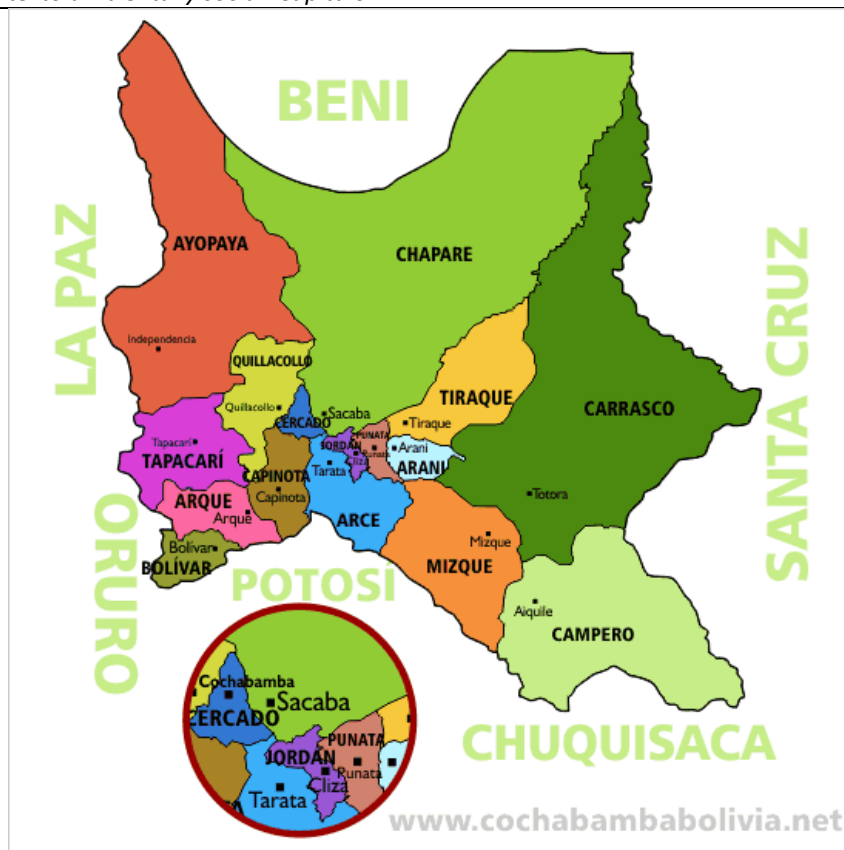 BENI
LA PAZ
AYOPAYA
CHAPARE
SANTA CRUZ
Independencia
QUILLACOLLO
TIRAQUE
Quillacollo
Sacaba
CARRASCO
CERCADO
Tiraque
PUNATA
JORDÁN
Tapacarí
Arani
Punata
Cliza
TAPACARÍ
Tarata
ARANI
CAPINOTA
Capinota
ARQUE
Totora
Arque
ARCE
ORURO
Mizque
Bolívar
BOLÍVAR
MIZQUE
POTOSÍ
Aiquile
CAMPERO
Cochabamba
Sacaba
CERCADO
PUNATA
JORDÁN
Punata
Cliza
Tarata
CHUQUISACA
www.cochabambabolivia.net